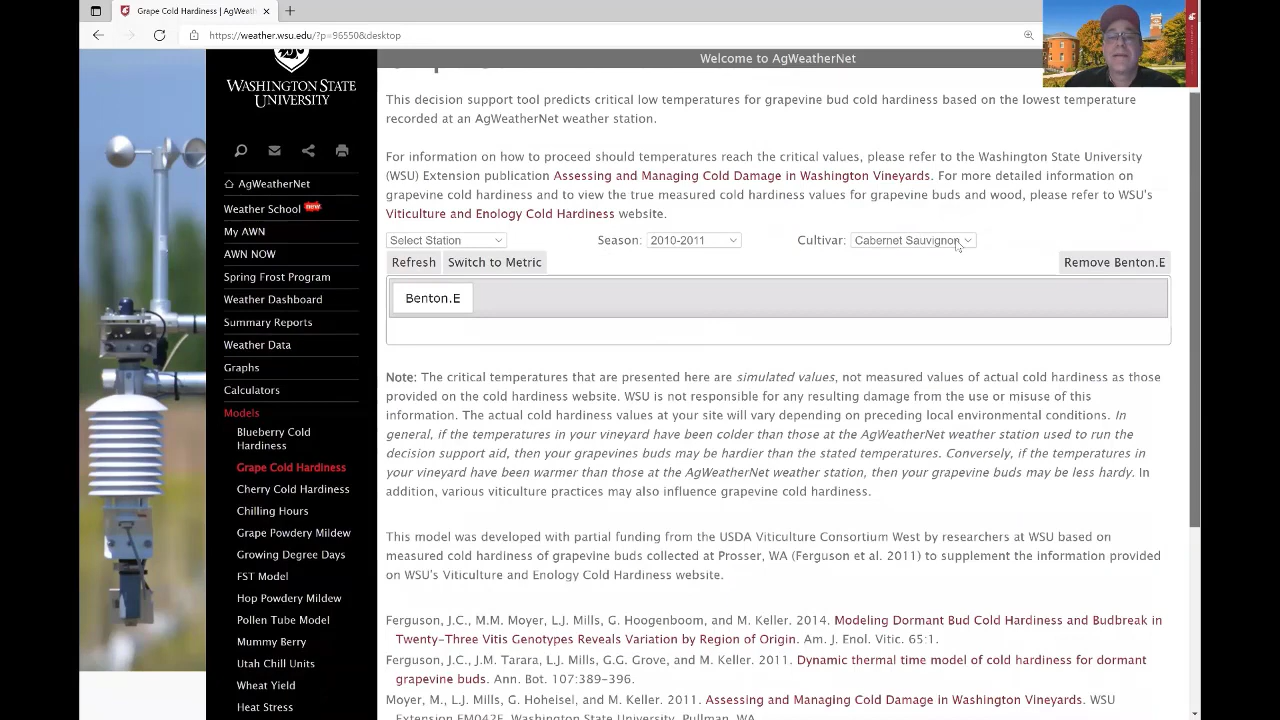 Grape Cold Hardiness | AgWeath
https://weather.wsu.edu/?p=96550&desktop
WASHINGTON STATE
UNIVERSITY
AgWeatherNet
Weather School new
My AWN
AWN NOW
Spring Frost Program
Weather Dashboard
Summary Reports
Weather Data
Graphs
Calculators
Models
Blueberry Cold
Hardiness
Grape Cold Hardiness
Cherry Cold Hardiness
Chilling Hours
Grape Powdery Mildew
Growing Degree Days
FST Model
Hop Powdery Mildew
Pollen Tube Model
Mummy Berry
Utah Chill Units
Wheat Yield
Heat Stress
Welcome to AgWeatherNet
This decision support tool predicts critical low temperatures for grapevine bud cold hardiness based on the lowest temperature
recorded at an AgWeatherNet weather station.
For information on how to proceed should temperatures reach the critical values, please refer to the Washington State University
(WSU) Extension publication Assessing and Managing Cold Damage in Washington Vineyards. For more detailed information on
grapevine cold hardiness and to view the true measured cold hardiness values for grapevine buds and wood, please refer to WSU's
Viticulture and Enology Cold Hardiness website.
Select Station Season: 2010-2011 Cultivar: Cabernet Sauvignon
Refresh Switch to Metric Remove Benton.E
Benton.E
Note: The critical temperatures that are presented here are simulated values, not measured values of actual cold hardiness as those
provided on the cold hardiness website. WSU is not responsible for any resulting damage from the use or misuse of this
information. The actual cold hardiness values at your site will vary depending on preceding local environmental conditions. In
general, if the temperatures in your vineyard have been colder than those at the AgWeatherNet weather station used to run the
decision support aid, then your grapevines buds may be hardier than the stated temperatures. Conversely, if the temperatures in
your vineyard have been warmer than those at the AgWeatherNet weather station, then your grapevine buds may be less hardy. In
addition, various viticulture practices may also influence grapevine cold hardiness.
This model was developed with partial funding from the USDA Viticulture Consortium West by researchers at WSU based on
measured cold hardiness of grapevine buds collected at Prosser, WA (Ferguson et al. 2011) to supplement the information provided
on WSU's Viticulture and Enology Cold Hardiness website.
Ferguson, J.C., M.M. Moyer, L.J. Mills, G. Hoogenboom, and M. Keller. 2014. Modeling Dormant Bud Cold Hardiness and Budbreak in
Twenty-Three Vitis Genotypes Reveals Variation by Region of Origin. Am. J. Enol. Vitic. 65:1.
Ferguson, J.C., J.M. Tarara, L.J. Mills, G.G. Grove, and M. Keller. 2011. Dynamic thermal time model of cold hardiness for dormant
grapevine buds. Ann. Bot. 107:389-396.
Moyer, M., L.J. Mills, G. Hoheisel, and M. Keller. 2011. Assessing and Managing Cold Damage in Washington Vineyards. WSU
Extension EM042E. Washington State University, Pullman, WA.